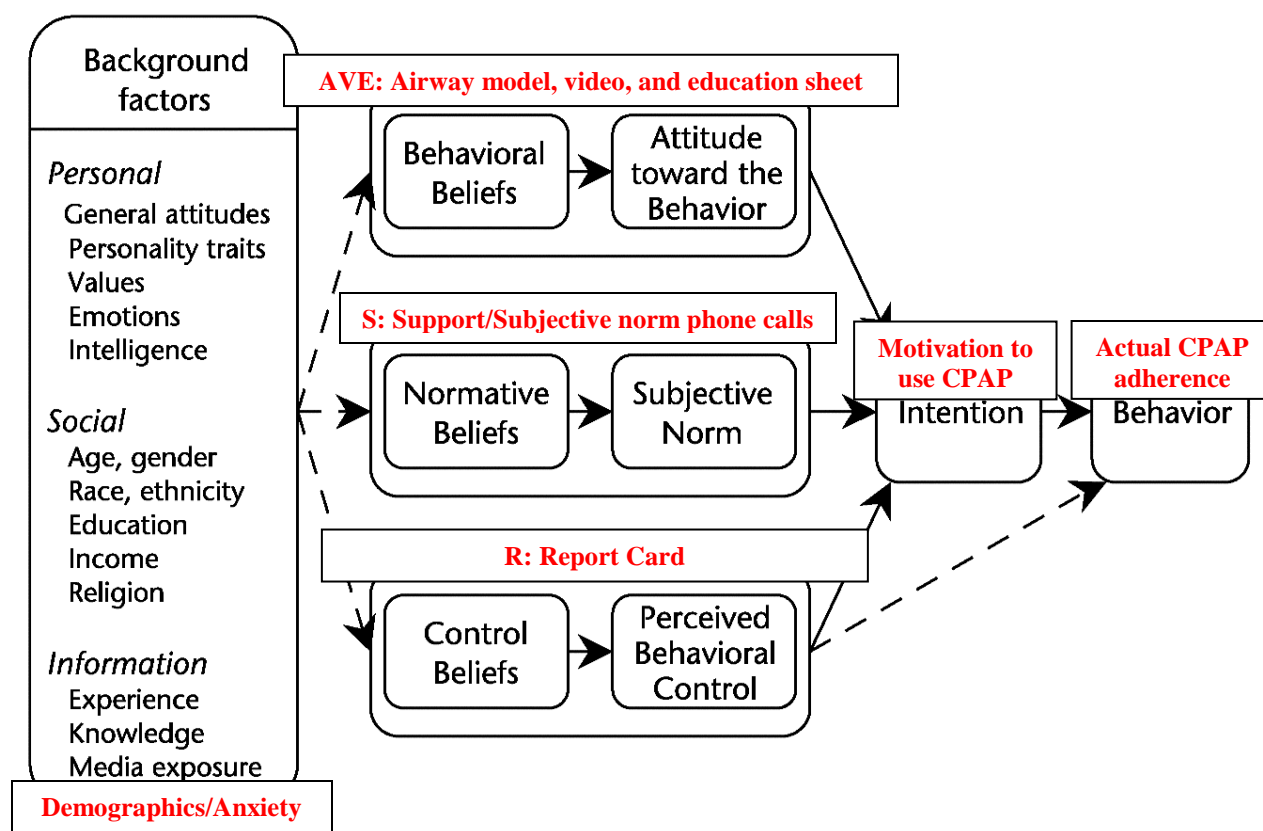 Background
factors
Personal
General attitudes
Personality traits
Values
Emotions
Intelligence
Social
Age, gender
Race, ethnicity
Education
Income
Religion
Information
Experience
Knowledge
Media exposure
Demographics/Anxiety
AVE: Airway model, video, and education sheet
Behavioral
Beliefs
Attitude
toward the
Behavior
S: Support/Subjective norm phone calls
Normative
Beliefs
Subjective
Norm
R: Report Card
Control
Beliefs
Perceived
Behavioral
Control
Motivation to
use CPAP
Intention
Actual CPAP
adherence
Behavior